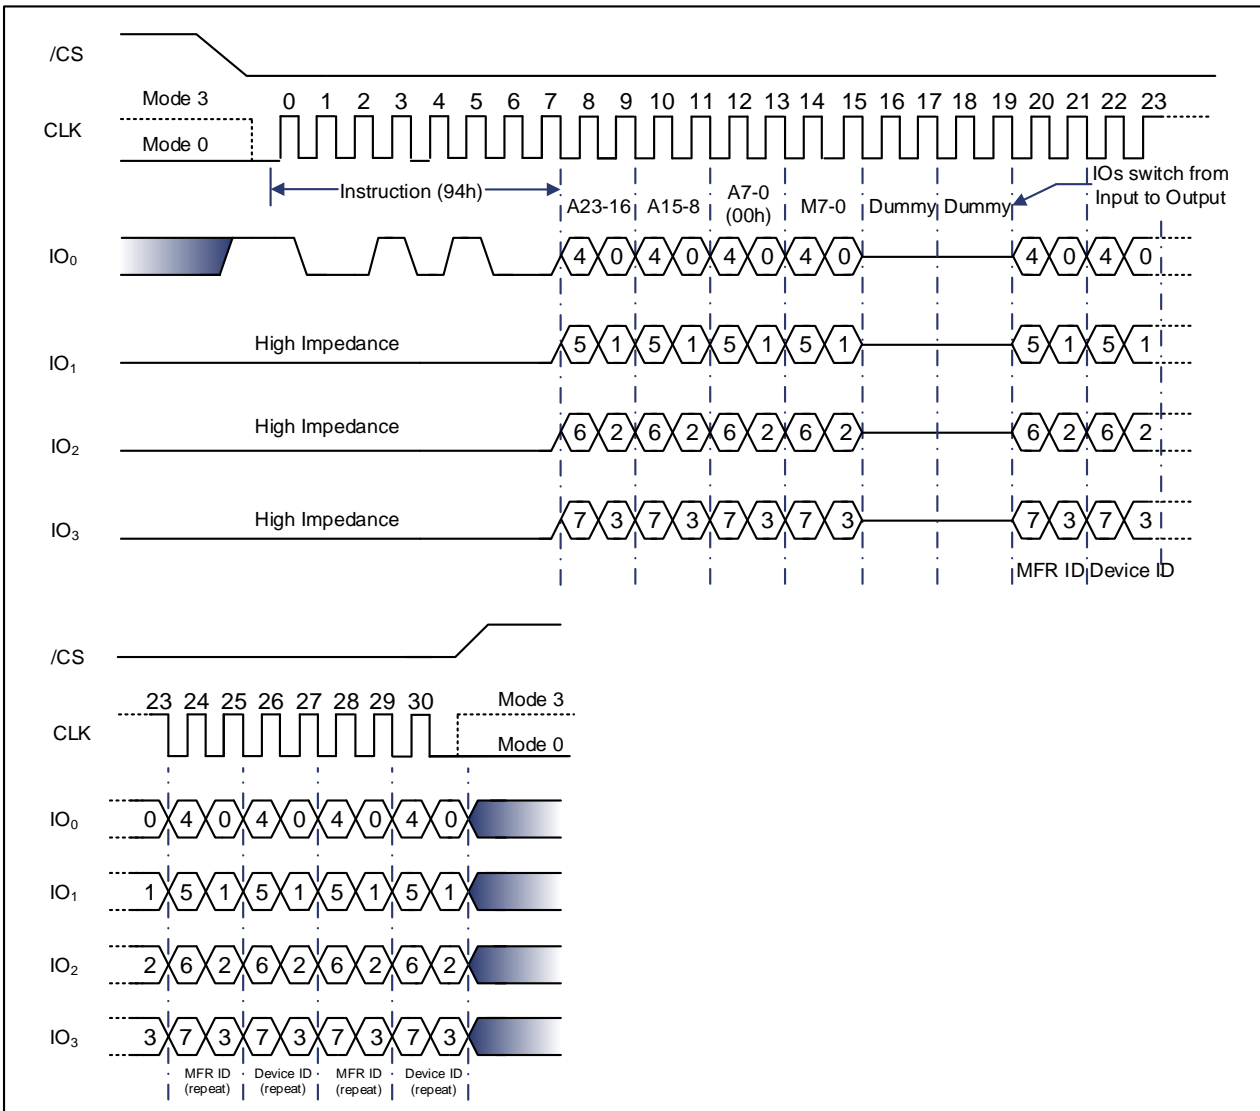 /CS
Mode 3
0 1 2 3 4 5 6 7 8 9 10 11 12 13 14 15 16 17 18 19 20 21 22 23
CLK
Mode 0
IOs switch from
Input to Output
Instruction (94h)
A23-16 A15-8 A7-0 (00h) M7-0 Dummy Dummy
IO0 4 0 4 0 4 0 4 0 4 0 4 0
High Impedance
IO1 5 1 5 1 5 1 5 1 5 1 5 1
High Impedance
IO2 6 2 6 2 6 2 6 2 6 2 6 2
High Impedance
IO3 7 3 7 3 7 3 7 3 7 3 7 3
MFR ID Device ID
/CS
23 24 25 26 27 28 29 30 Mode 3
CLK
Mode 0
IO0 0 4 0 4 0 4 0 4 0
IO1 1 5 1 5 1 5 1 5 1
IO2 2 6 2 6 2 6 2 6 2
IO3 3 7 3 7 3 7 3 7 3
MFR ID Device ID MFR ID Device ID
(repeat) (repeat) (repeat) (repeat)